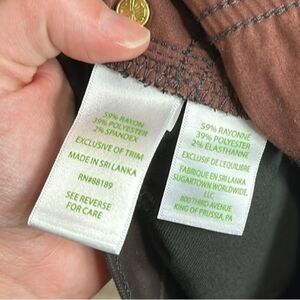 59% RAYON
39% POLYESTER
2% SPANDEX
EXCLUSIVE OF TRIM
MADE IN SRI LANKA
RN#88189
SEE REVERSE
FOR CARE
59% RAYONNE
39% POLYESTER
2% ELASTHANNE
EXCLUSIF DE L'EQUILIBRE
FABRIQUE EN SRI LANKA
SUGARTOWN WORLDWIDE,
LLC
800 THIRD AVENUE
KING OF PRUSSIA, PA